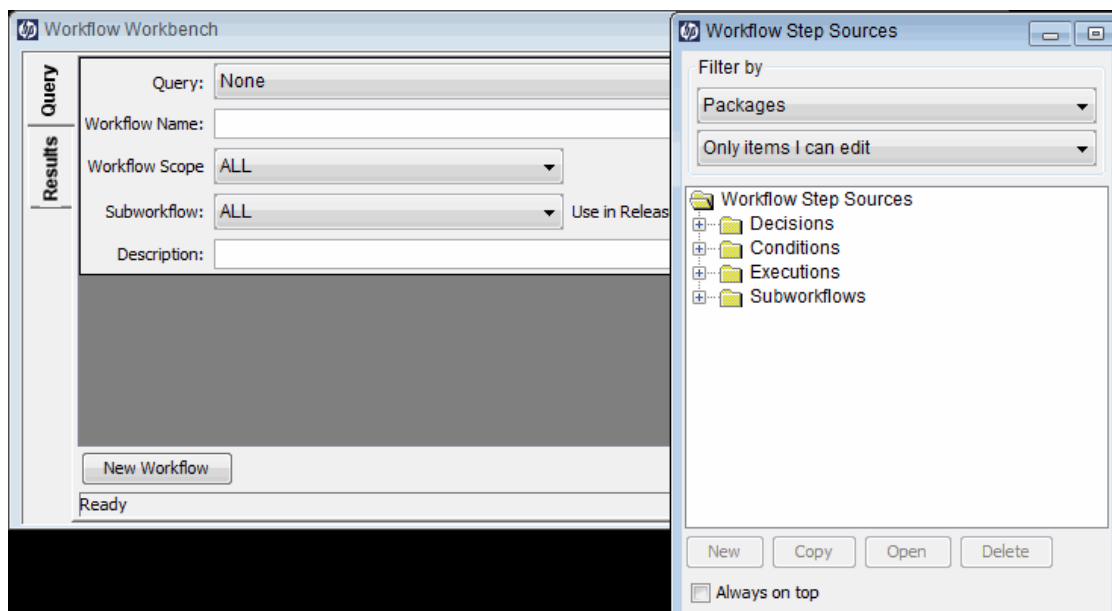 Workflow Workbench
Query
Results
Query: None
Workflow Name:
Workflow Scope ALL
Subworkflow: ALL Use in Releas
Description:
New Workflow
Ready
hp Workflow Step Sources
Filter by
Packages
Only items I can edit
Workflow Step Sources
Decisions
Conditions
Executions
Subworkflows
New Copy Open Delete
Always on top